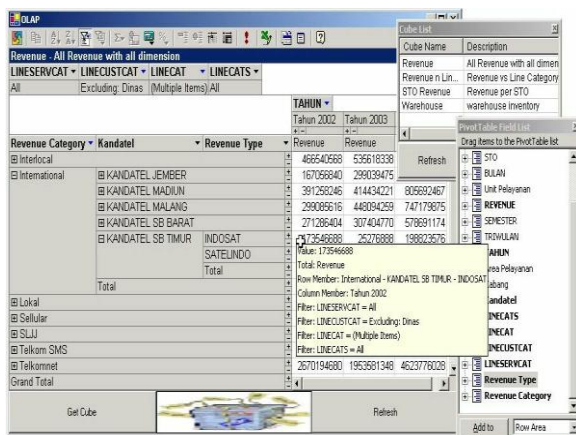 OLAP
Revenue - All Revenue with all dimension
LINESERVCAT LINECUSTCAT LINECAT LINECATS
All Excluding: Dinas (Multiple Items) All
TAHUN
Tahun 2002 Tahun 2003
Revenue Category Kandatel Revenue Type Revenue Revenue
Interlocal 466540568 535618338
International KANDATEL JEMBER 167056840 299039475
KANDATEL MADIUN 391258246 414434221 805692467
KANDATEL MALANG 299085616 448094259 747179875
KANDATEL SB BARAT 271286404 307404770 578691174
KANDATEL SB TIMUR INDOSAT 173546688 25276888 198823576
SATELINDO
Total
Total
Lokal
Sellular
SLJJ
Telkom SMS
Telkomnet 2670194680 1953581348 4623776028
Grand Total
Value: 173546688
Total: Revenue
Row Member: International - KANDATEL SB TIMUR - INDOSAT
Column Member: Tahun 2002
Filter: LINESERVCAT = All
Filter: LINECUSTCAT = Excluding: Dinas
Filter: LINECAT = (Multiple Items)
Filter: LINECATS = All
Get Cube Refresh
Cube List
Cube Name Description
Revenue All Revenue with all dimen
Revenue n Lin... Revenue vs Line Category
STO Revenue Revenue per STO
Warehouse warehouse inventory
Refresh
PivotTable Field List
Drag items to the PivotTable list
STO
BULAN
Unit Pelayanan
REVENUE
SEMESTER
TRIWULAN
TAHUN
Area Pelayanan
Cabang
Kandatel
LINECATS
LINECAT
LINECUSTCAT
LINESERVCAT
Revenue Type
Revenue Category
Add to Row Area